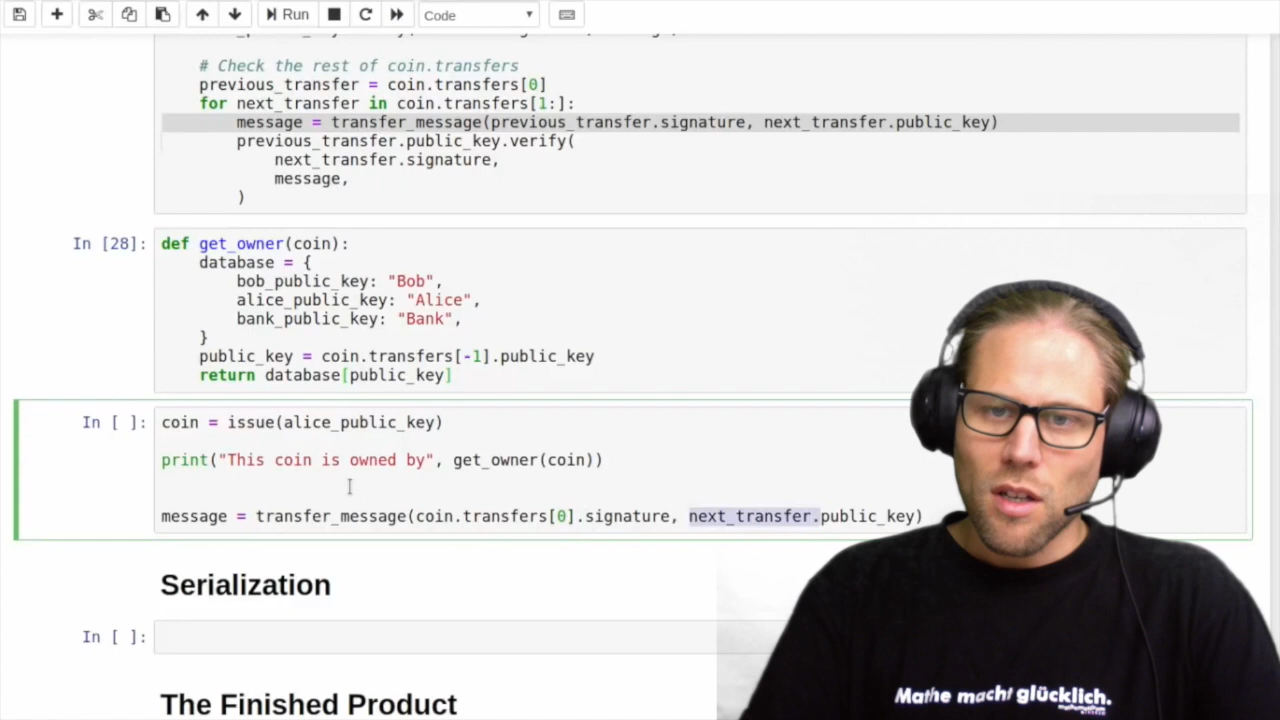 Run
Code
# Check the rest of coin.transfers
previous_transfer = coin.transfers[0]
for next_transfer in coin.transfers[1:]:
message = transfer_message(previous_transfer.signature, next_transfer.public_key)
previous_transfer.public_key.verify(
next_transfer.signature,
message,
)
In [28]:
def get_owner(coin):
database = {
bob_public_key: "Bob",
alice_public_key: "Alice",
bank_public_key: "Bank",
}
public_key = coin.transfers[-1].public_key
return database[public_key]
In [ ]:
coin = issue(alice_public_key)
print("This coin is owned by", get_owner(coin))
message = transfer_message(coin.transfers[0].signature, next_transfer.public_key)
Serialization
In [ ]:
The Finished Product
Mathe macht glücklich.